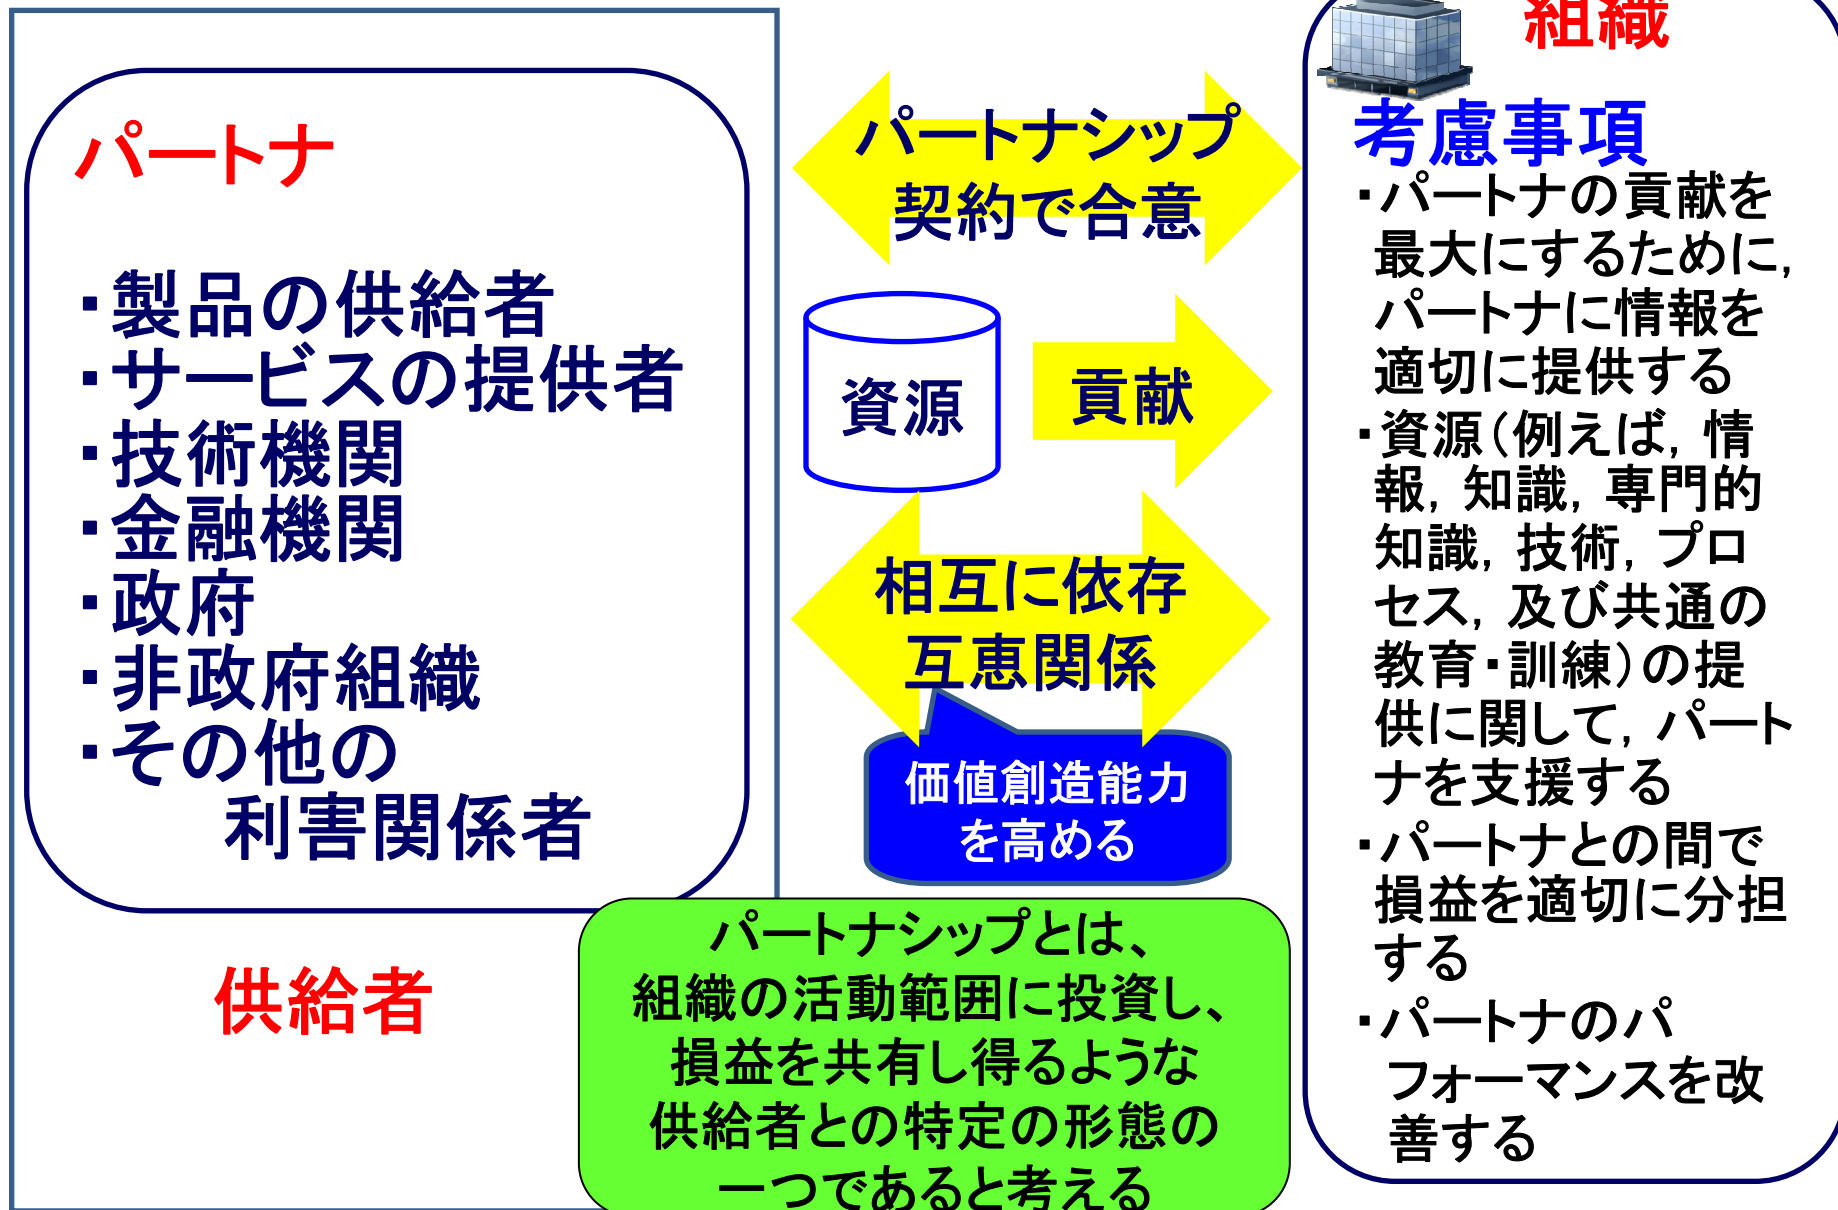 パートナ
・製品の供給者
・サービスの提供者
・技術機関
・金融機関
・政府
・非政府組織
・その他の
利害関係者
供給者
パートナシップ
契約で合意
資源
貢献
相互に依存
互恵関係
価値創造能力
を高める
パートナシップとは、
組織の活動範囲に投資し、
損益を共有し得るような
供給者との特定の形態の
一つであると考える
組織
考慮事項
・パートナの貢献を
最大にするために,
パートナに情報を
適切に提供する
・資源(例えば, 情
報, 知識, 専門的
知識, 技術, プロ
セス, 及び共通の
教育・訓練)の提
供に関して, パート
ナを支援する
・パートナとの間で
損益を適切に分担
する
・パートナのパ
フォーマンスを改
善する